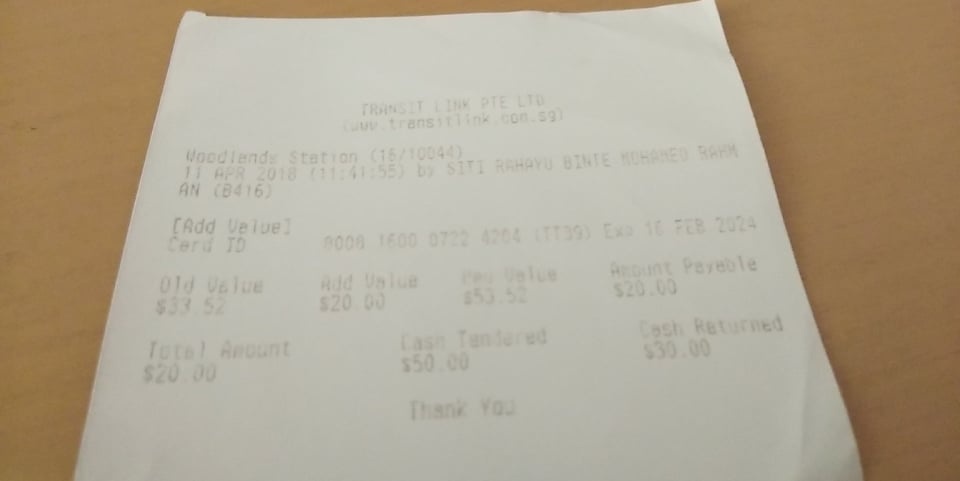 TRANSIT LINK PTE LTD
(www.transitlink.com.sg)
Woodlands Station (16/10044)
11 APR 2018 (11:41:55) by SITI RAHAYU BINTE MOHAMED RAHM
AN (B416)
[Add Value]
Card ID 8008 1600 0722 4204 (TT39) Exp 16 FEB 2024
Old Value Add Value New Value Amount Payable
$33.52 $20.00 $53.52 $20.00
Total Amount Cash Tendered Cash Returned
$20.00 $50.00 $30.00
Thank You